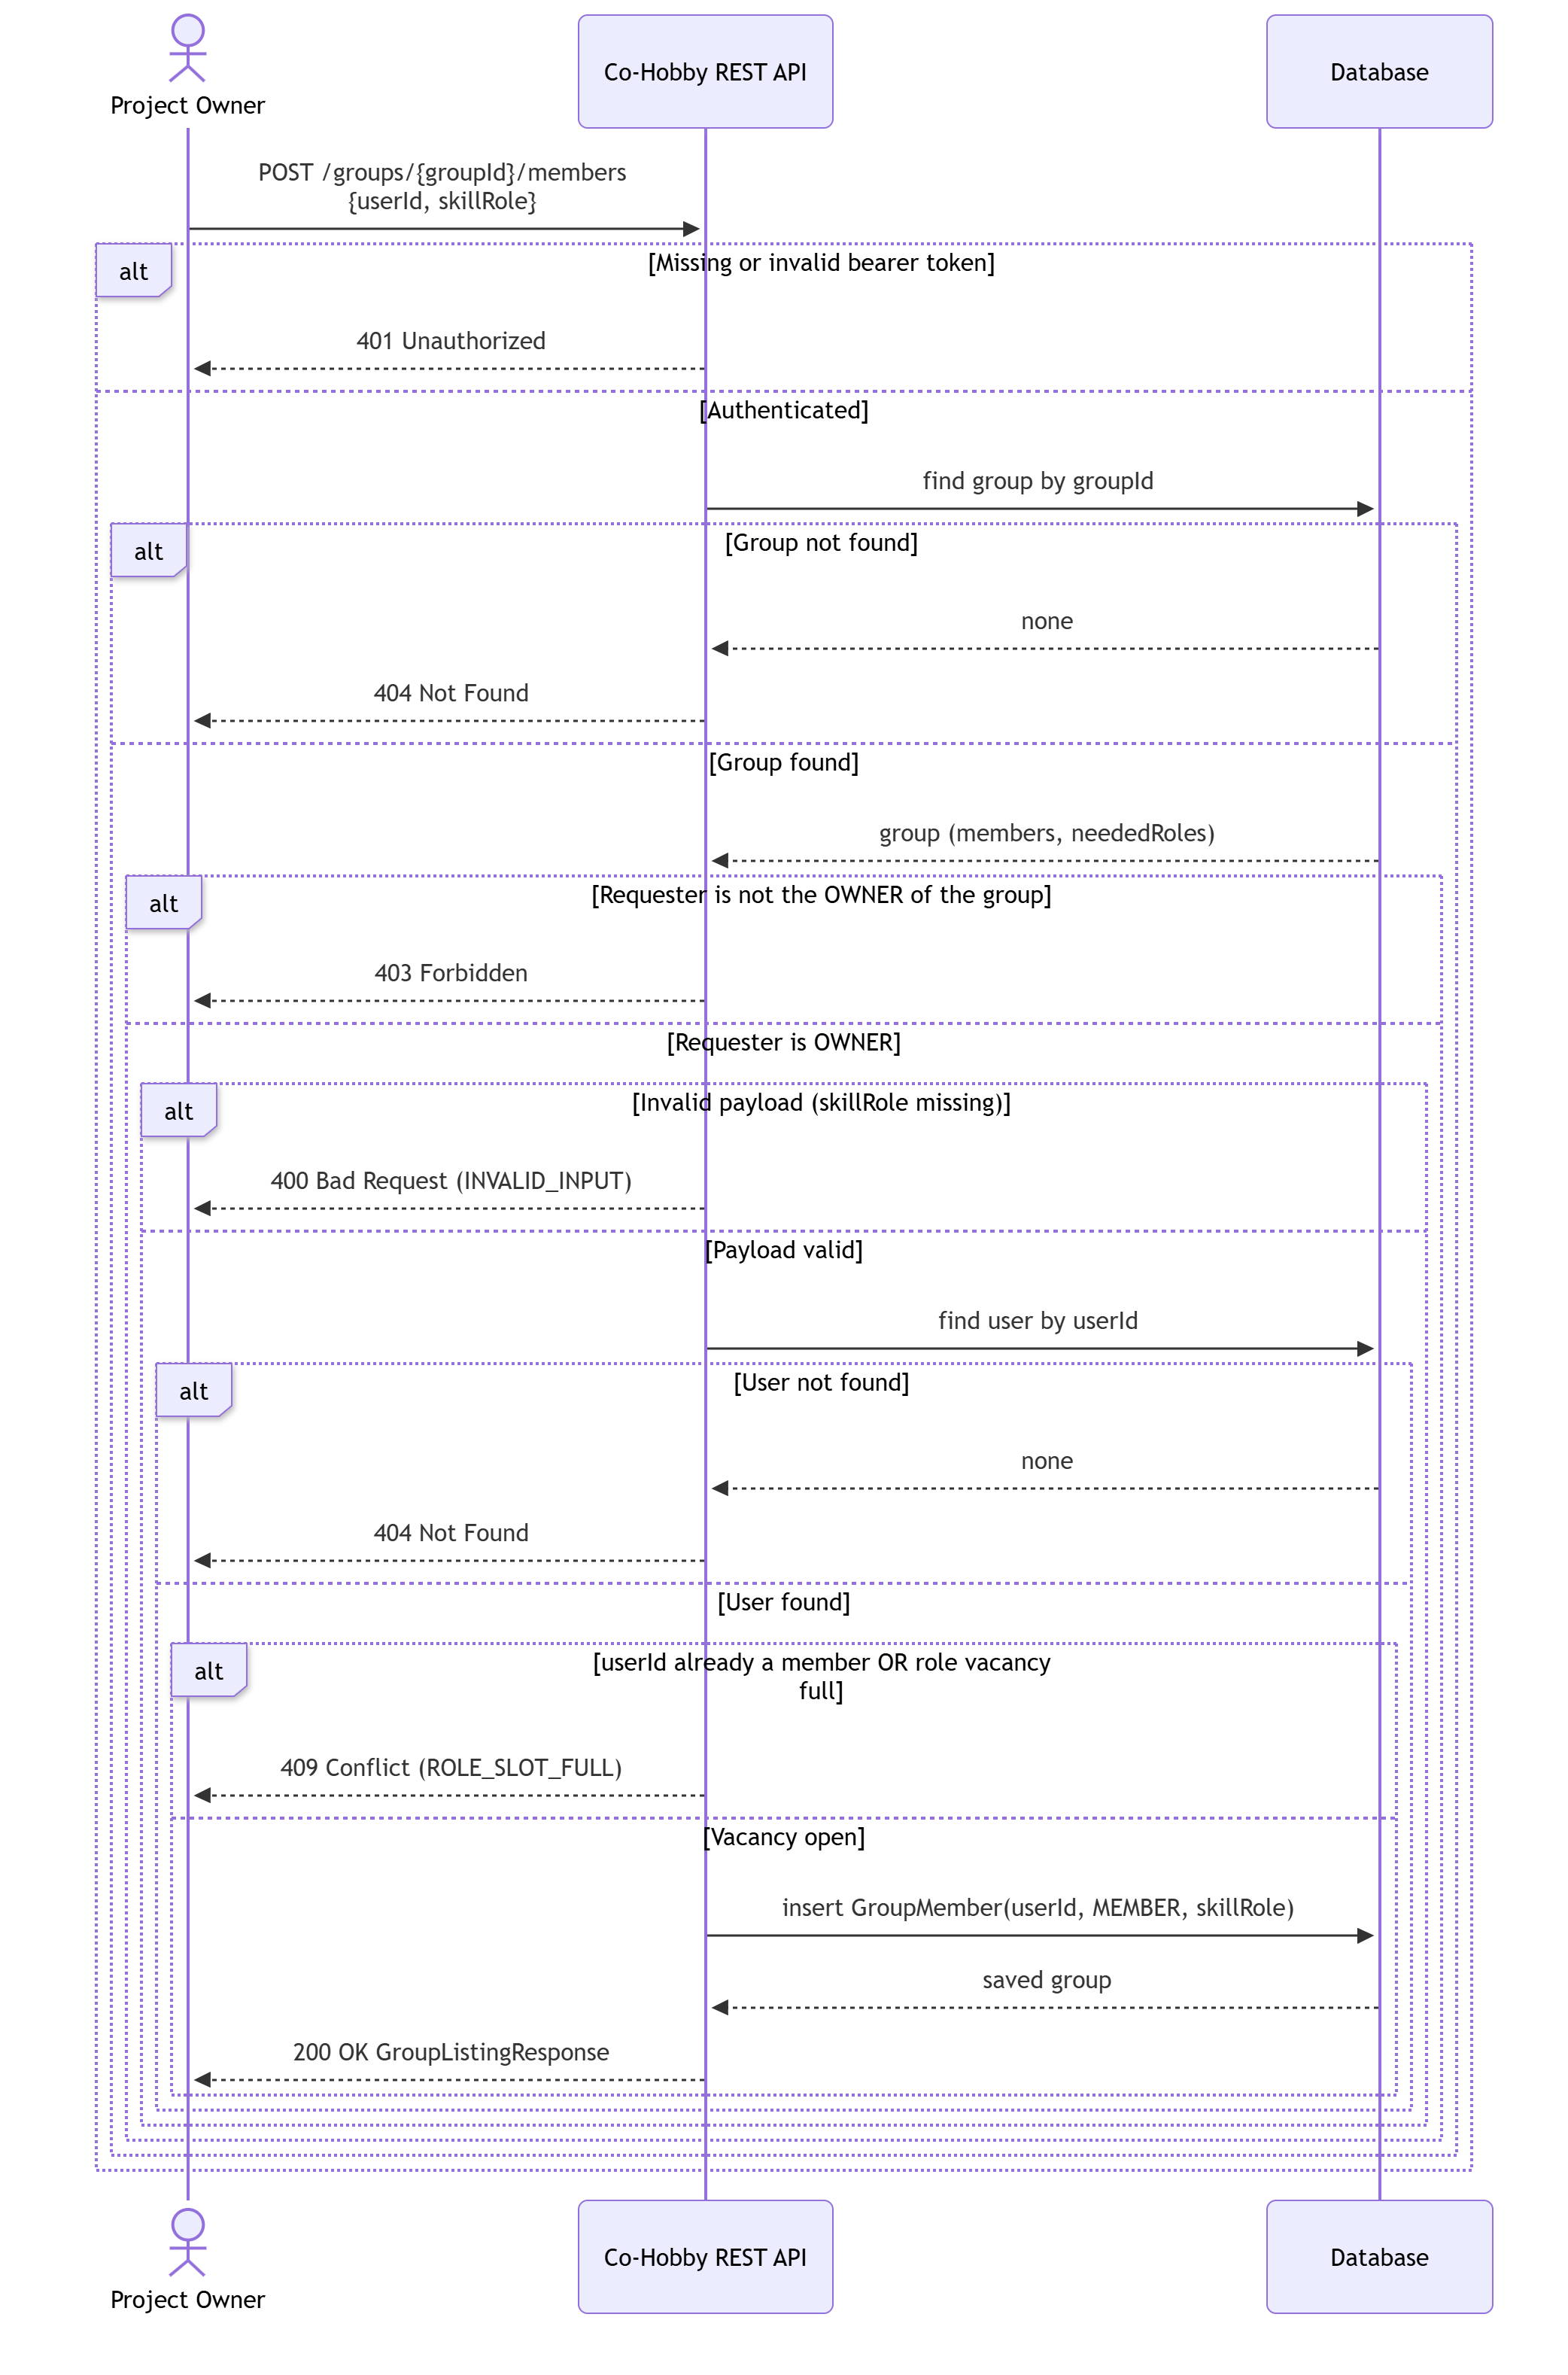 Project Owner
Co-Hobby REST API
Database
POST /groups/{groupId}/members
{userId, skillRole}
alt
[Missing or invalid bearer token]
401 Unauthorized
[Authenticated]
find group by groupId
alt
[Group not found]
none
404 Not Found
[Group found]
group (members, neededRoles)
alt
[Requester is not the OWNER of the group]
403 Forbidden
[Requester is OWNER]
alt
[Invalid payload (skillRole missing)]
400 Bad Request (INVALID_INPUT)
[Payload valid]
find user by userId
alt
[User not found]
none
404 Not Found
[User found]
alt
[userId already a member OR role vacancy
full]
409 Conflict (ROLE_SLOT_FULL)
[Vacancy open]
insert GroupMember(userId, MEMBER, skillRole)
saved group
200 OK GroupListingResponse
Project Owner
Co-Hobby REST API
Database